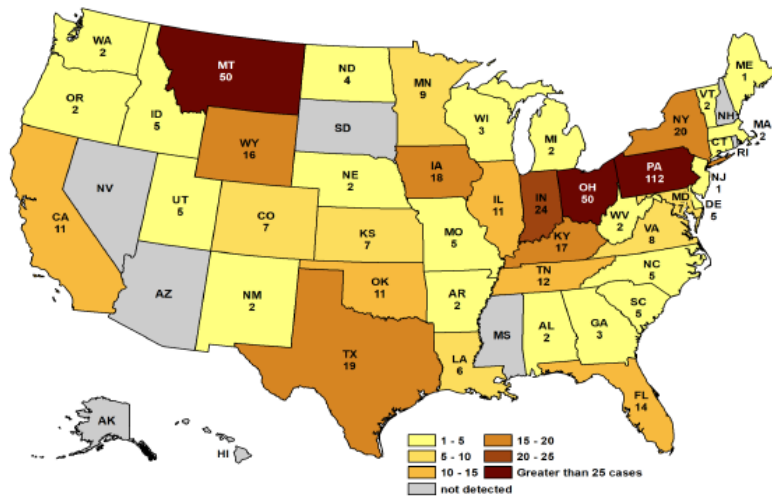 WA
2
OR
2
CA
11
NV
ID
5
MT
50
WY
16
UT
5
AZ
CO
7
NM
2
ND
4
SD
NE
2
KS
7
OK
11
TX
19
MN
9
IA
18
MO
5
AR
2
LA
6
WI
3
IL
11
MI
2
IN
24
OH
50
KY
17
TN
12
MS
AL
2
GA
3
FL
14
SC
5
NC
5
VA
8
WV
2
PA
112
NY
20
VT
2
NH
ME
1
MA
2
CT
2
RI
NJ
1
DE
5
MD
7
AK
HI
1 - 5
5 - 10
10 - 15
not detected
15 - 20
20 - 25
Greater than 25 cases